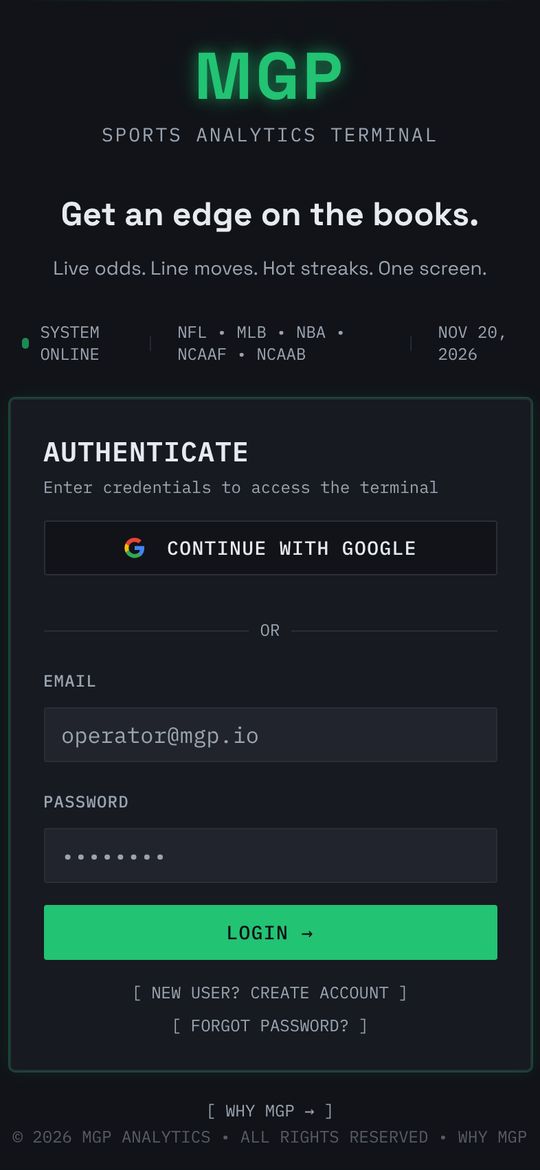 MGP
SPORTS ANALYTICS TERMINAL
Get an edge on the books.
Live odds. Line moves. Hot streaks. One screen.
SYSTEM ONLINE
NFL • MLB • NBA •
NCAAF • NCAAB
NOV 20,
2026
AUTHENTICATE
Enter credentials to access the terminal
CONTINUE WITH GOOGLE
OR
EMAIL
operator@mgp.io
PASSWORD
••••••••
LOGIN →
[ NEW USER? CREATE ACCOUNT ]
[ FORGOT PASSWORD? ]
[ WHY MGP → ]
© 2026 MGP ANALYTICS • ALL RIGHTS RESERVED • WHY MGP